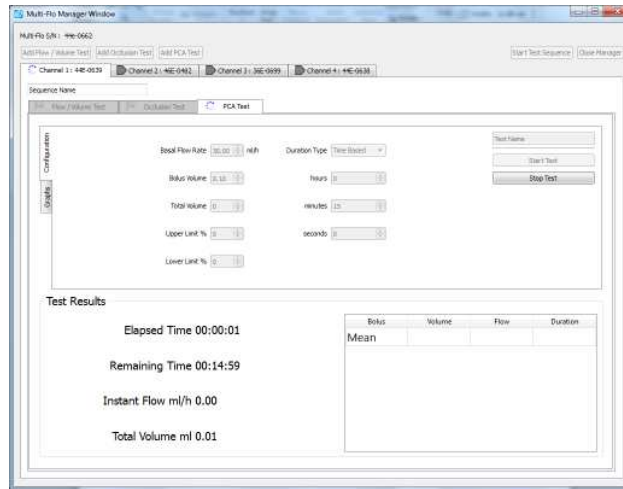 Multi-Flo Manager Window
Multi-Flo S/N: 44E-0662
Add Flow / Volume Test Add Occlusion Test Add PCA Test Start Test Sequence Close Manager
Channel 1: 44E-0639 Channel 2: 46E-0482 Channel 3: 36E-0699 Channel 4: 44E-0638
Sequence Name
Flow / Volume Test Occlusion Test PCA Test
Configuration
Graphs
Basal Flow Rate 30.00 ml/h Duration Type Time Based Test Name
Start Test
Bolus Volume 0.10 hours 0 Stop Test
Total Volume 0 minutes 15
Upper Limit % 0 seconds 0
Lower Limit % 0
Test Results
Elapsed Time 00:00:01
Remaining Time 00:14:59
Instant Flow ml/h 0.00
Total Volume ml 0.01
Bolus Volume Flow Duration
Mean